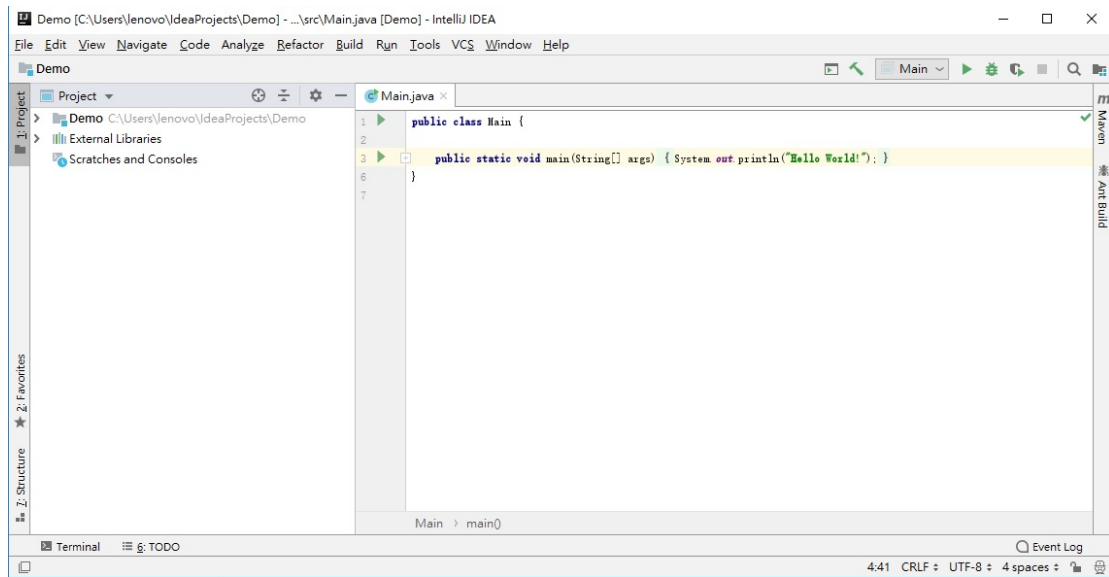 Demo [C:\Users\lenovo\IdeaProjects\Demo] - ...\src\Main.java [Demo] - IntelliJ IDEA
File Edit View Navigate Code Analyze Refactor Build Run Tools VCS Window Help
Demo
Main
1: Project
Project
Demo C:\Users\lenovo\IdeaProjects\Demo
External Libraries
Scratches and Consoles
2: Favorites
7: Structure
Main.java
1 public class Main {
2
3 public static void main(String[] args) { System.out.println("Hello World!"); }
6 }
7
Main > main()
m Maven
Ant Build
Terminal 6: TODO Event Log
4:41 CRLF UTF-8 4 spaces